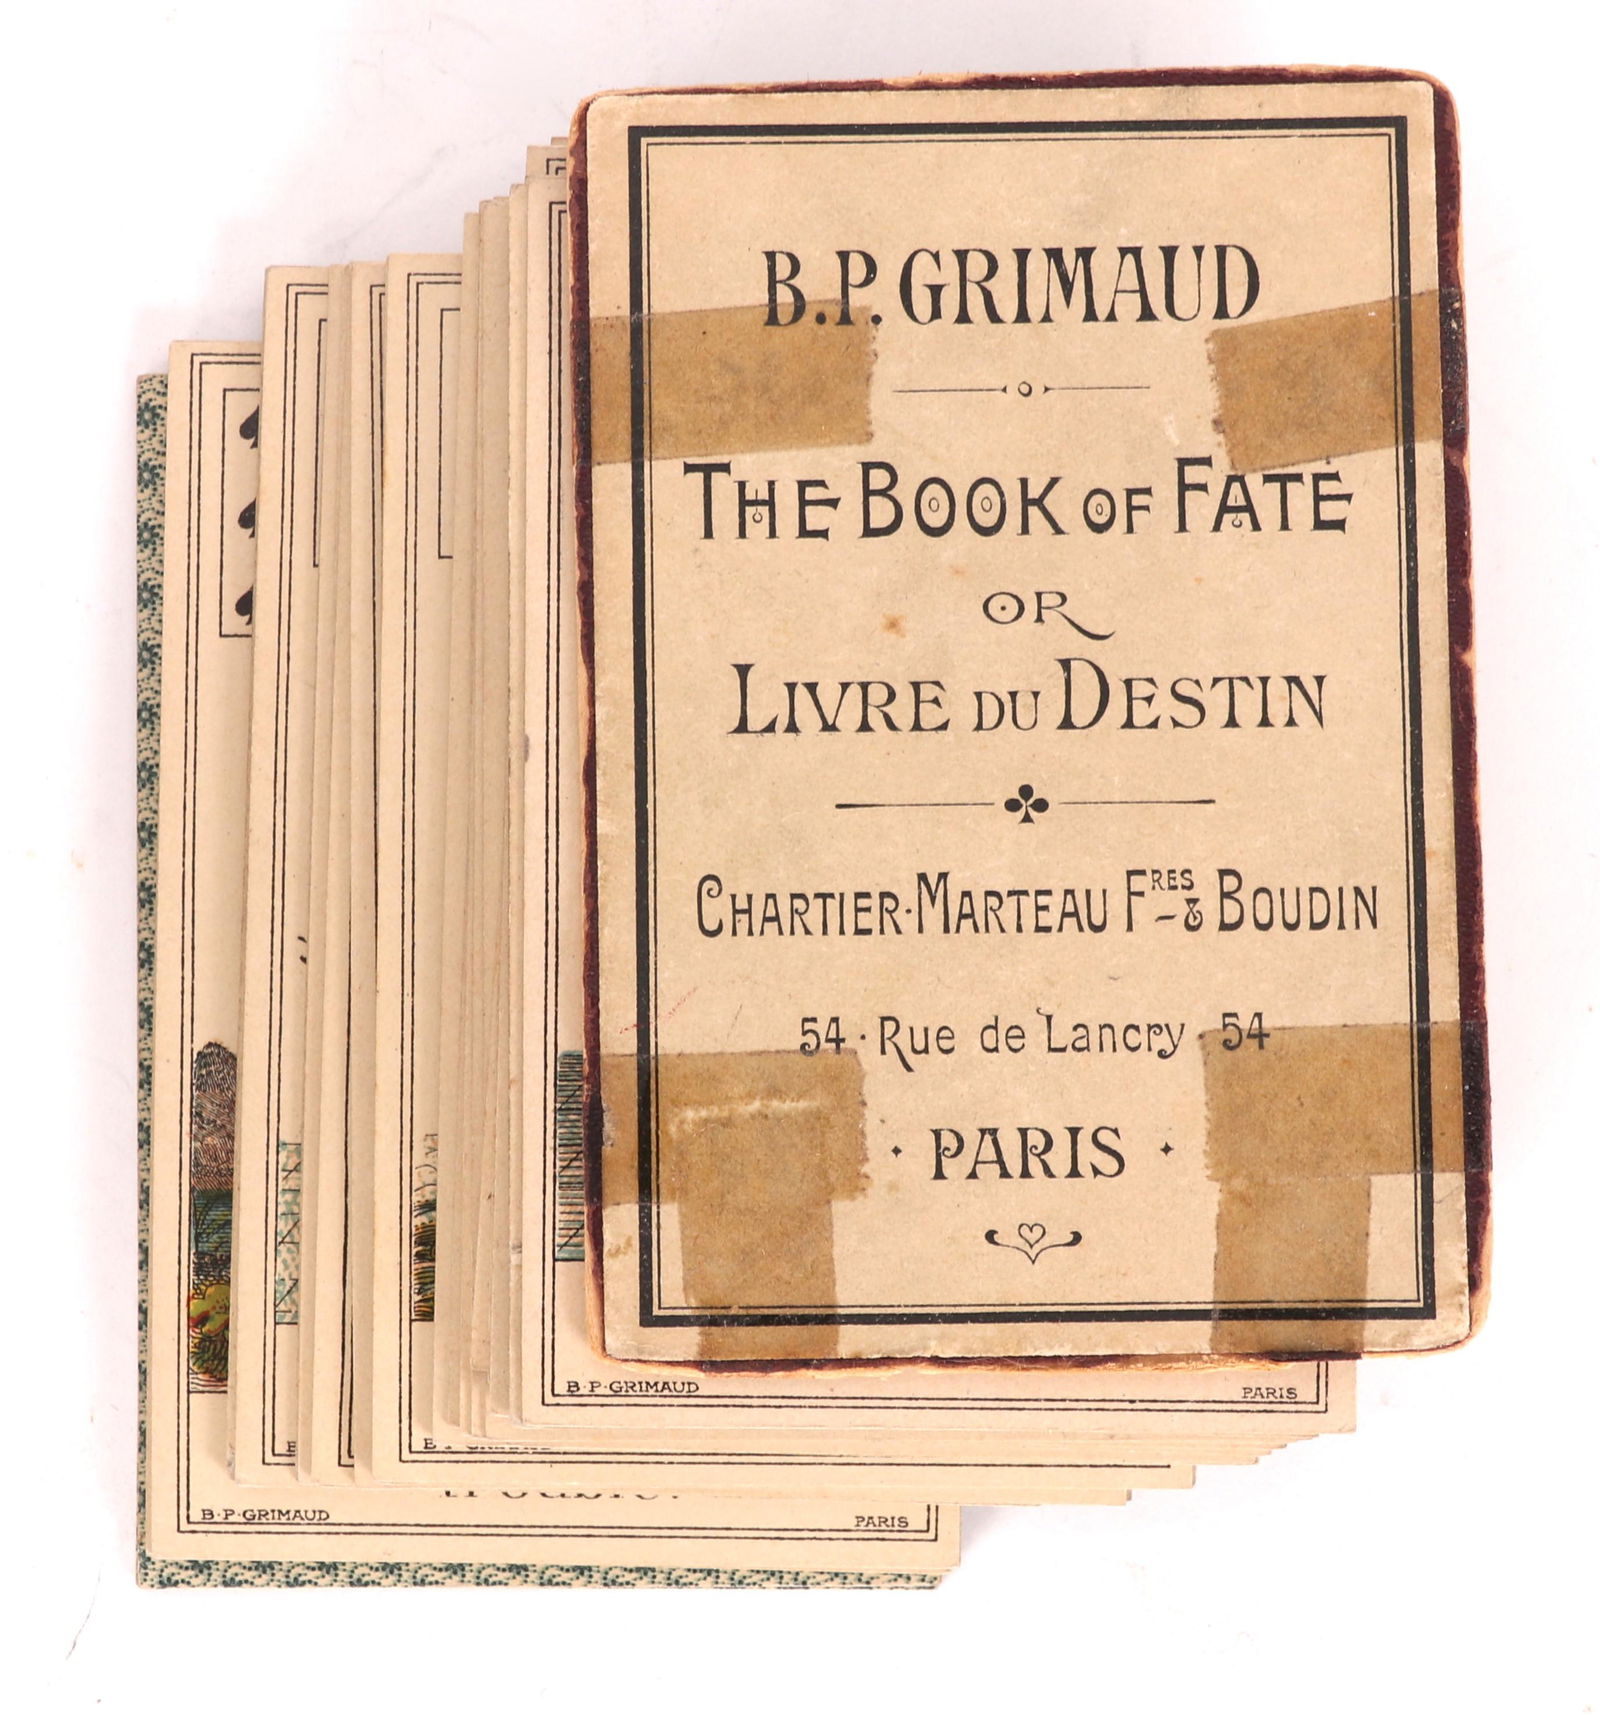 B.P. GRIMAUD
THE BOOK OF FATE
OR
LIVRE DU DESTIN
CHARTIER·MARTEAU FRES & BOUDIN
54 · Rue de Lancry · 54
· PARIS ·
B·P·GRIMAUD PARIS
B·P·GRIMAUD PARIS